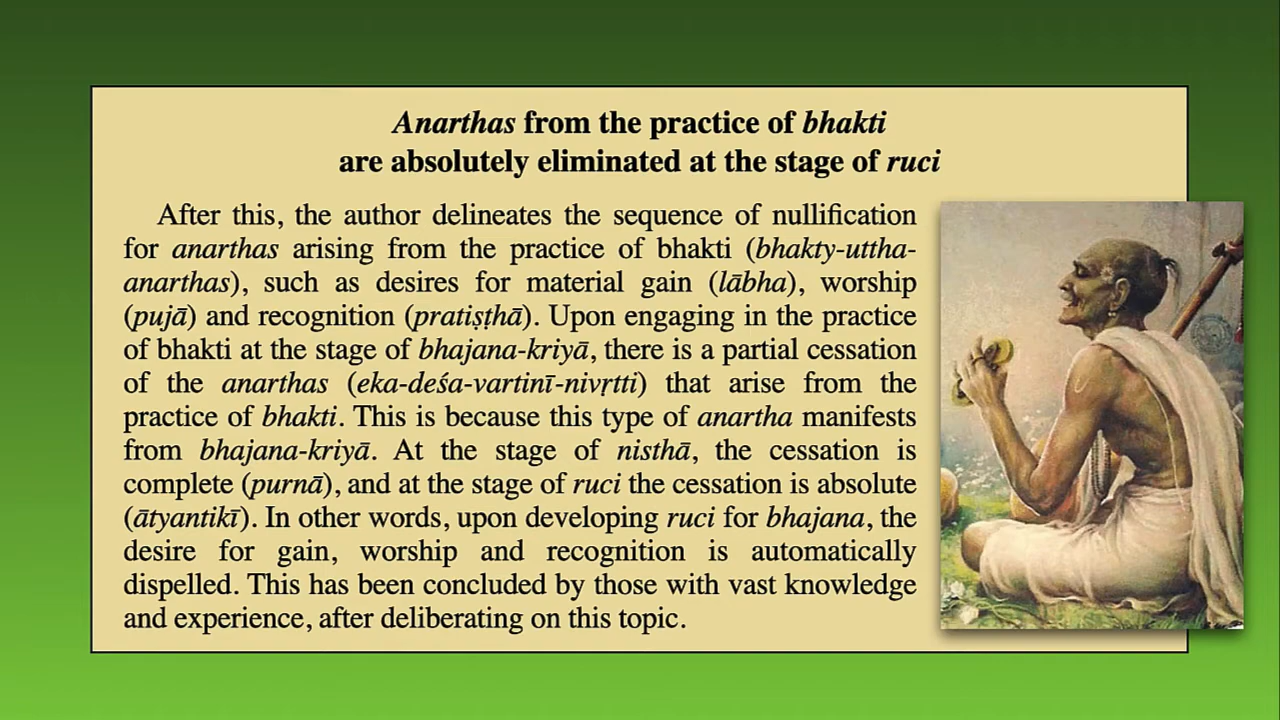 Anarthas from the practice of bhakti
are absolutely eliminated at the stage of ruci
After this, the author delineates the sequence of nullification
for anarthas arising from the practice of bhakti (bhakty-uttha-
anarthas), such as desires for material gain (lābha), worship
(pujā) and recognition (pratiṣṭhā). Upon engaging in the practice
of bhakti at the stage of bhajana-kriyā, there is a partial cessation
of the anarthas (eka-deśa-vartinī-nivṛtti) that arise from the
practice of bhakti. This is because this type of anartha manifests
from bhajana-kriyā. At the stage of nisthā, the cessation is
complete (purnā), and at the stage of ruci the cessation is absolute
(ātyantikī). In other words, upon developing ruci for bhajana, the
desire for gain, worship and recognition is automatically
dispelled. This has been concluded by those with vast knowledge
and experience, after deliberating on this topic.